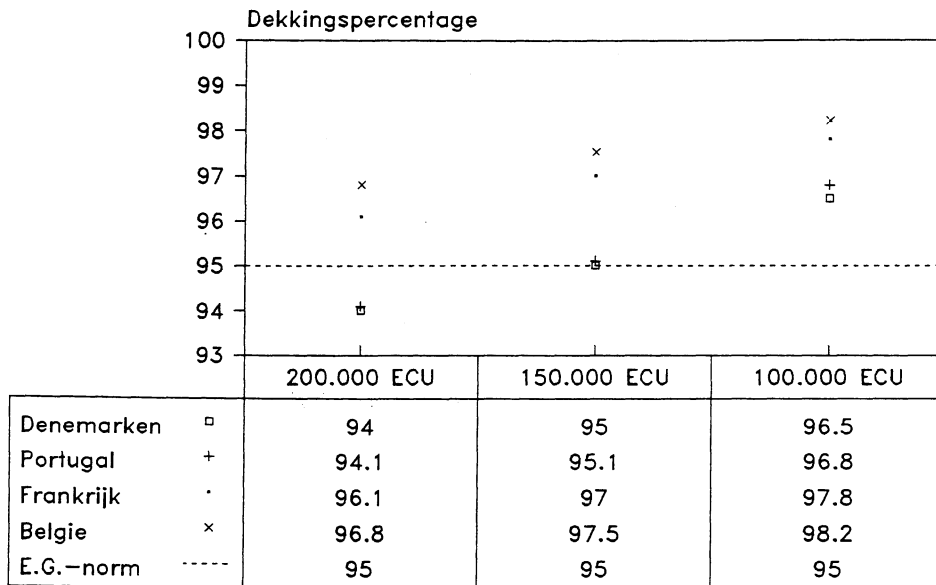 Dekkingspercentage
100
99
98
97
96
95
94
93
200.000 ECU 150.000 ECU 100.000 ECU
Denemarken 94 95 96.5
Portugal 94.1 95.1 96.8
Frankrijk 96.1 97 97.8
Belgie 96.8 97.5 98.2
E.G.-norm 95 95 95